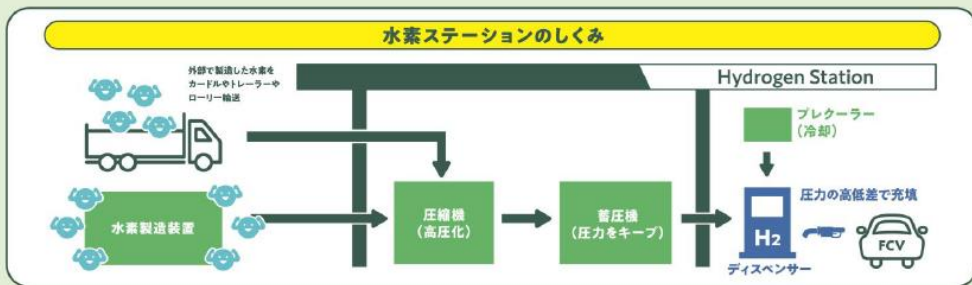 水素ステーションのしくみ
外部で製造した水素を
カードルやトレーラーや
ローリー輸送
Hydrogen Station
プレクーラー
(冷却)
水素製造装置
圧縮機
(高圧化)
蓄圧機
(圧力をキープ)
圧力の高低差で充填
H2
FCV
ディスペンサー